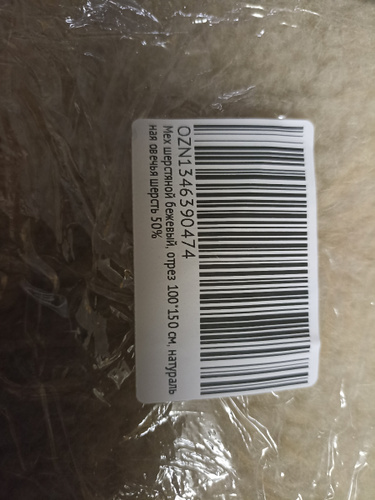 OZN1346390474
Мех шерстяной бежевый, отрез 100*150 см, натураль
ная овечья шерсть 50%